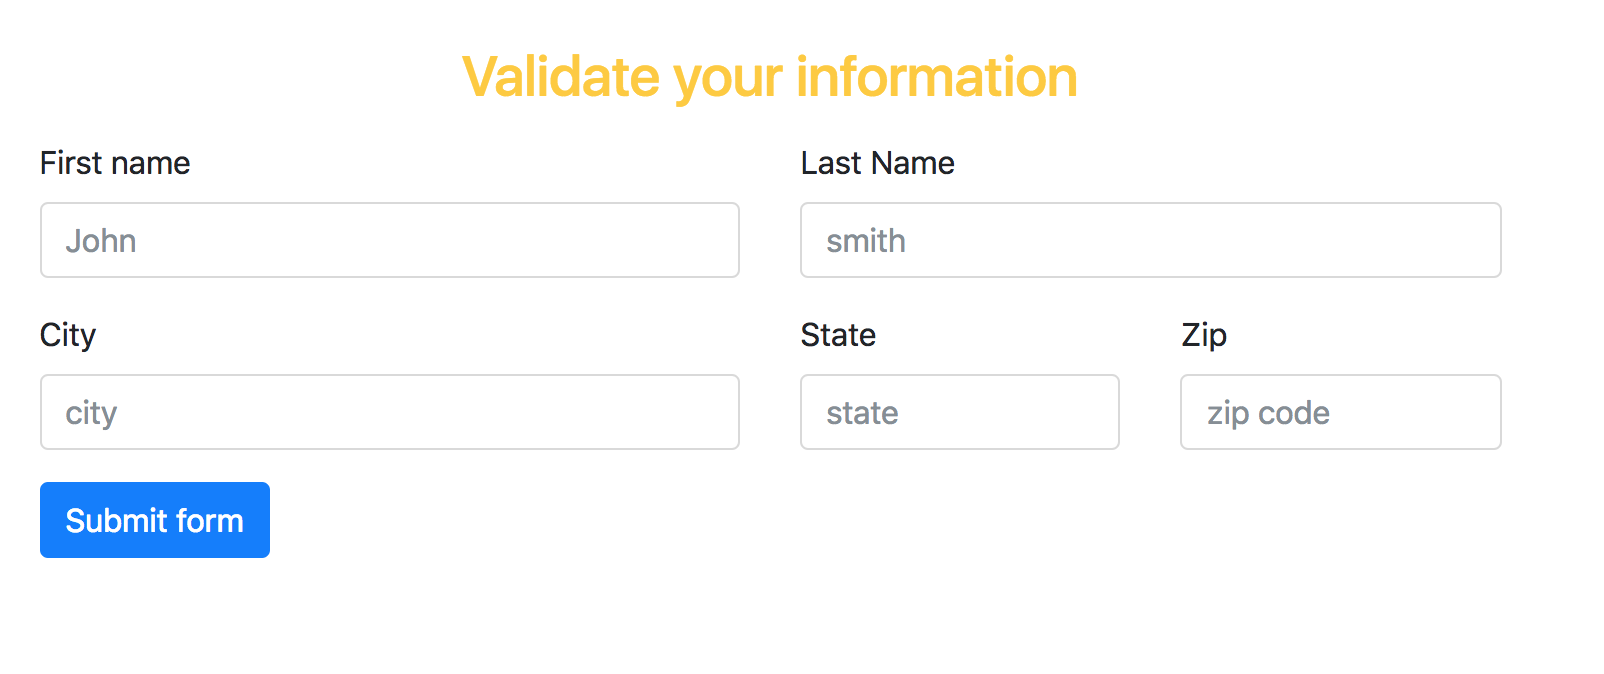 Validate your information
First name
Last Name
John
smith
City
State
Zip
city
state
zip code
Submit form